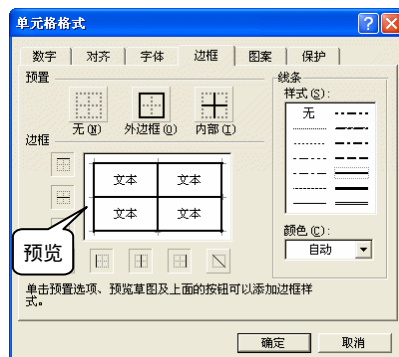 单元格格式
数字 对齐 字体 边框 图案 保护
预置
无(N) 外边框(O) 内部(I)
边框
文本 文本
文本 文本
预览
线条
样式(S):
无
颜色(C):
自动
单击预置选项、预览草图及上面的按钮可以添加边框样
式。
确定 取消